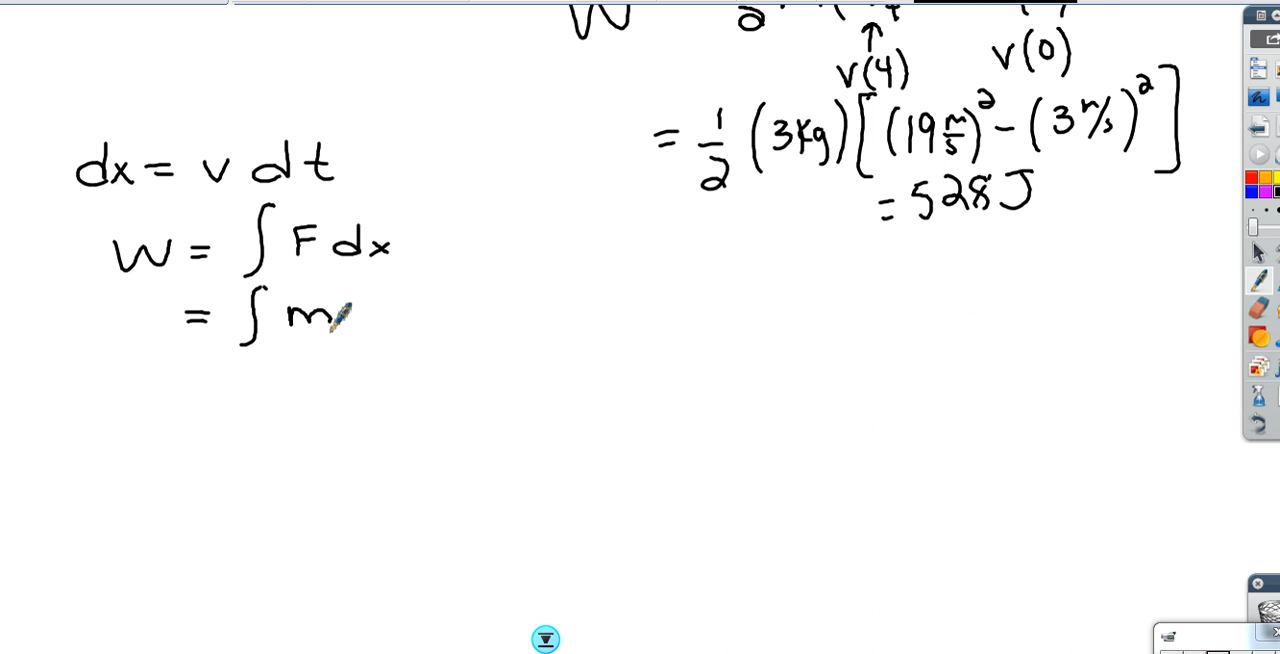 W
v(4) v(0)
= 1/2 (3Kg) [(19 m/s)² - (3 m/s)²]
= 528 J
dx = v dt
W = ∫ F dx
= ∫ m